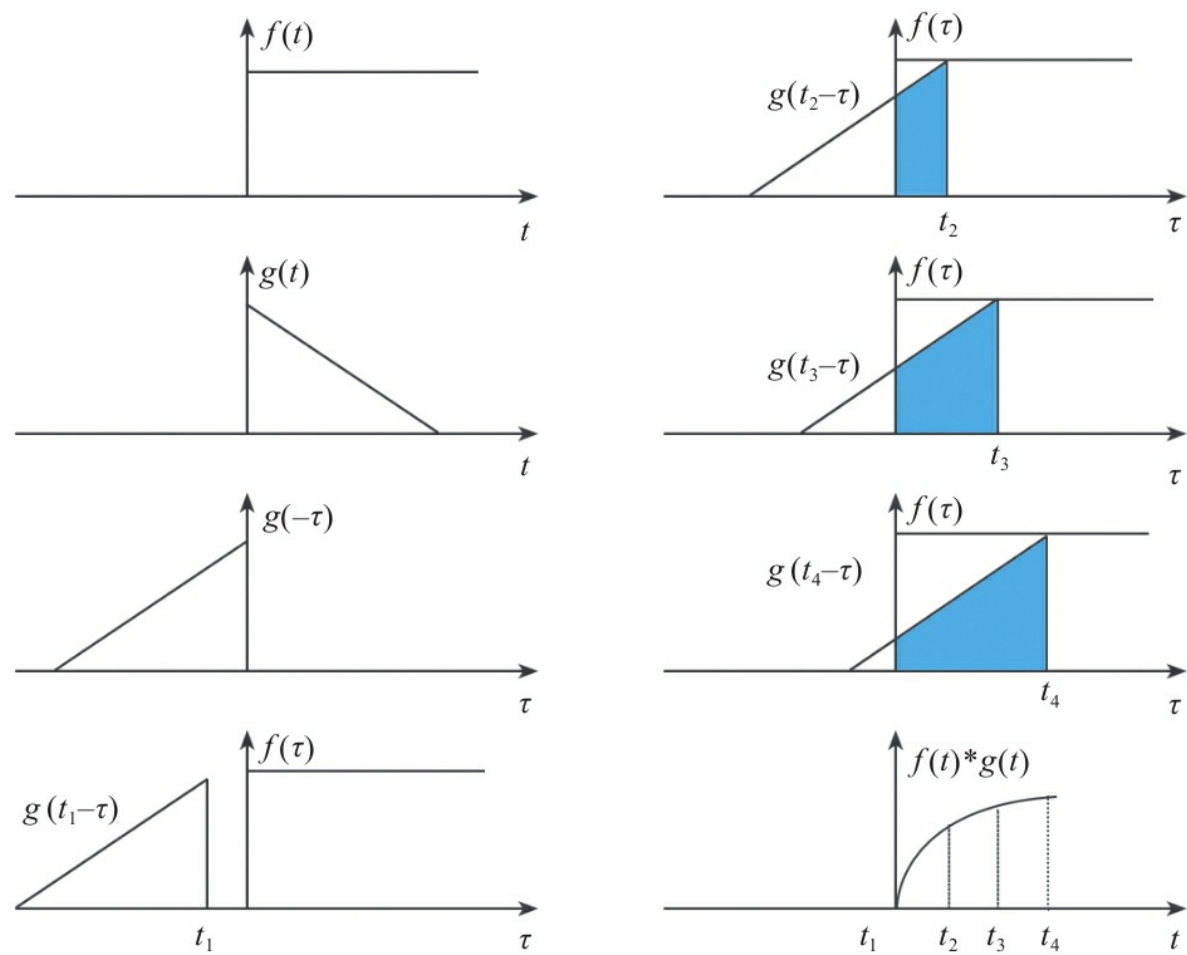 f(t)
t
g(t)
t
g(−τ)
τ
f(τ)
g (t₁−τ)
t₁
τ
f(τ)
g(t₂−τ)
t₂
τ
f(τ)
g(t₃−τ)
t₃
τ
f(τ)
g (t₄−τ)
t₄
τ
f(t)*g(t)
t₁ t₂ t₃ t₄ t